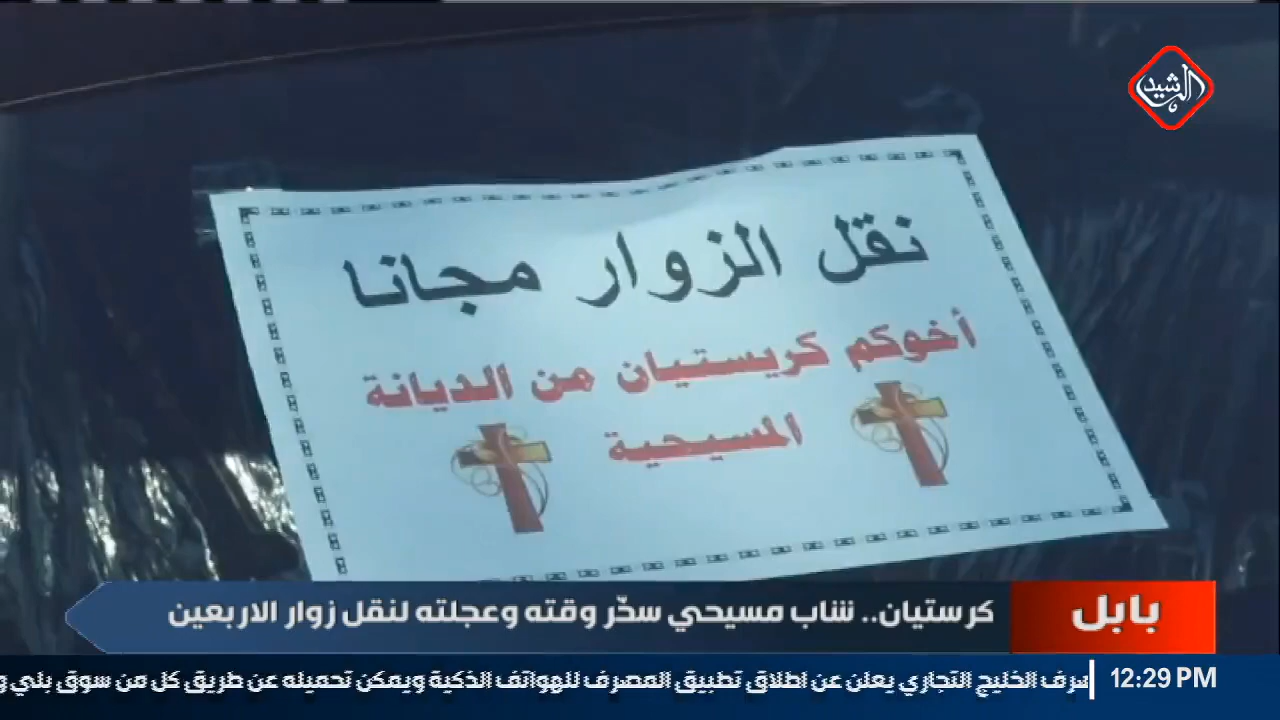 الرشيد
نقل الزوار مجانا
أخوكم كريستيان من الديانة
المسيحية
بابل
كرستيان.. شاب مسيحي سخّر وقته وعجلته لنقل زوار الاربعين
12:29 PM
الخليج التجاري يعلن عن اطلاق تطبيق المصرف للهواتف الذكية ويمكن تحميله عن طريق كل من سوق بلي